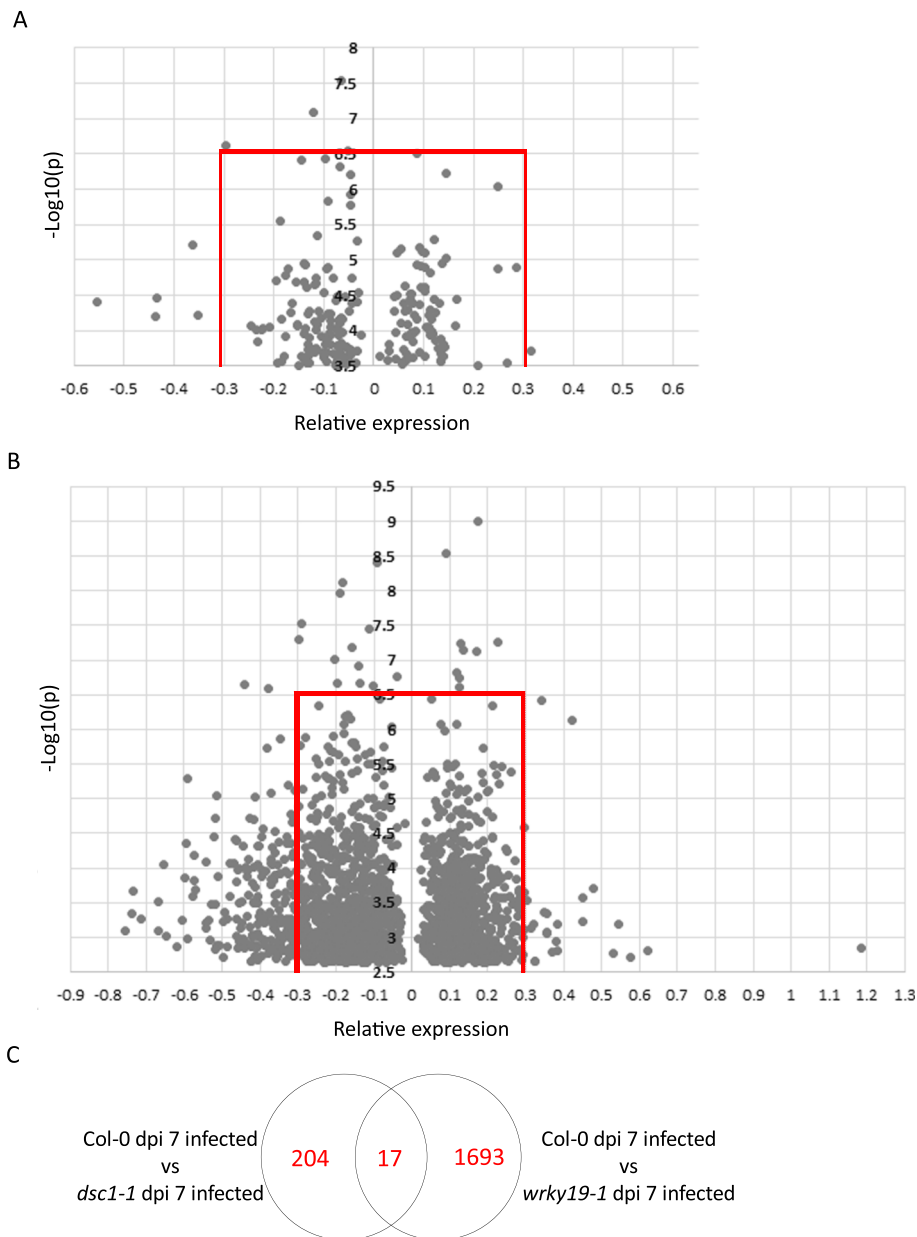 A
8
7.5
7
6.5
6
5.5
5
4.5
4
3.5
-Log10(p)
-0.6 -0.5 -0.4 -0.3 -0.2 -0.1 0 0.1 0.2 0.3 0.4 0.5 0.6
Relative expression
B
9.5
9
8.5
8
7.5
7
6.5
6
5.5
5
4.5
4
3.5
3
2.5
-Log10(p)
-0.9 -0.8 -0.7 -0.6 -0.5 -0.4 -0.3 -0.2 -0.1 0 0.1 0.2 0.3 0.4 0.5 0.6 0.7 0.8 0.9 1 1.1 1.2 1.3
Relative expression
C
Col-0 dpi 7 infected
vs
dsc1-1 dpi 7 infected
204 17 1693
Col-0 dpi 7 infected
vs
wrky19-1 dpi 7 infected